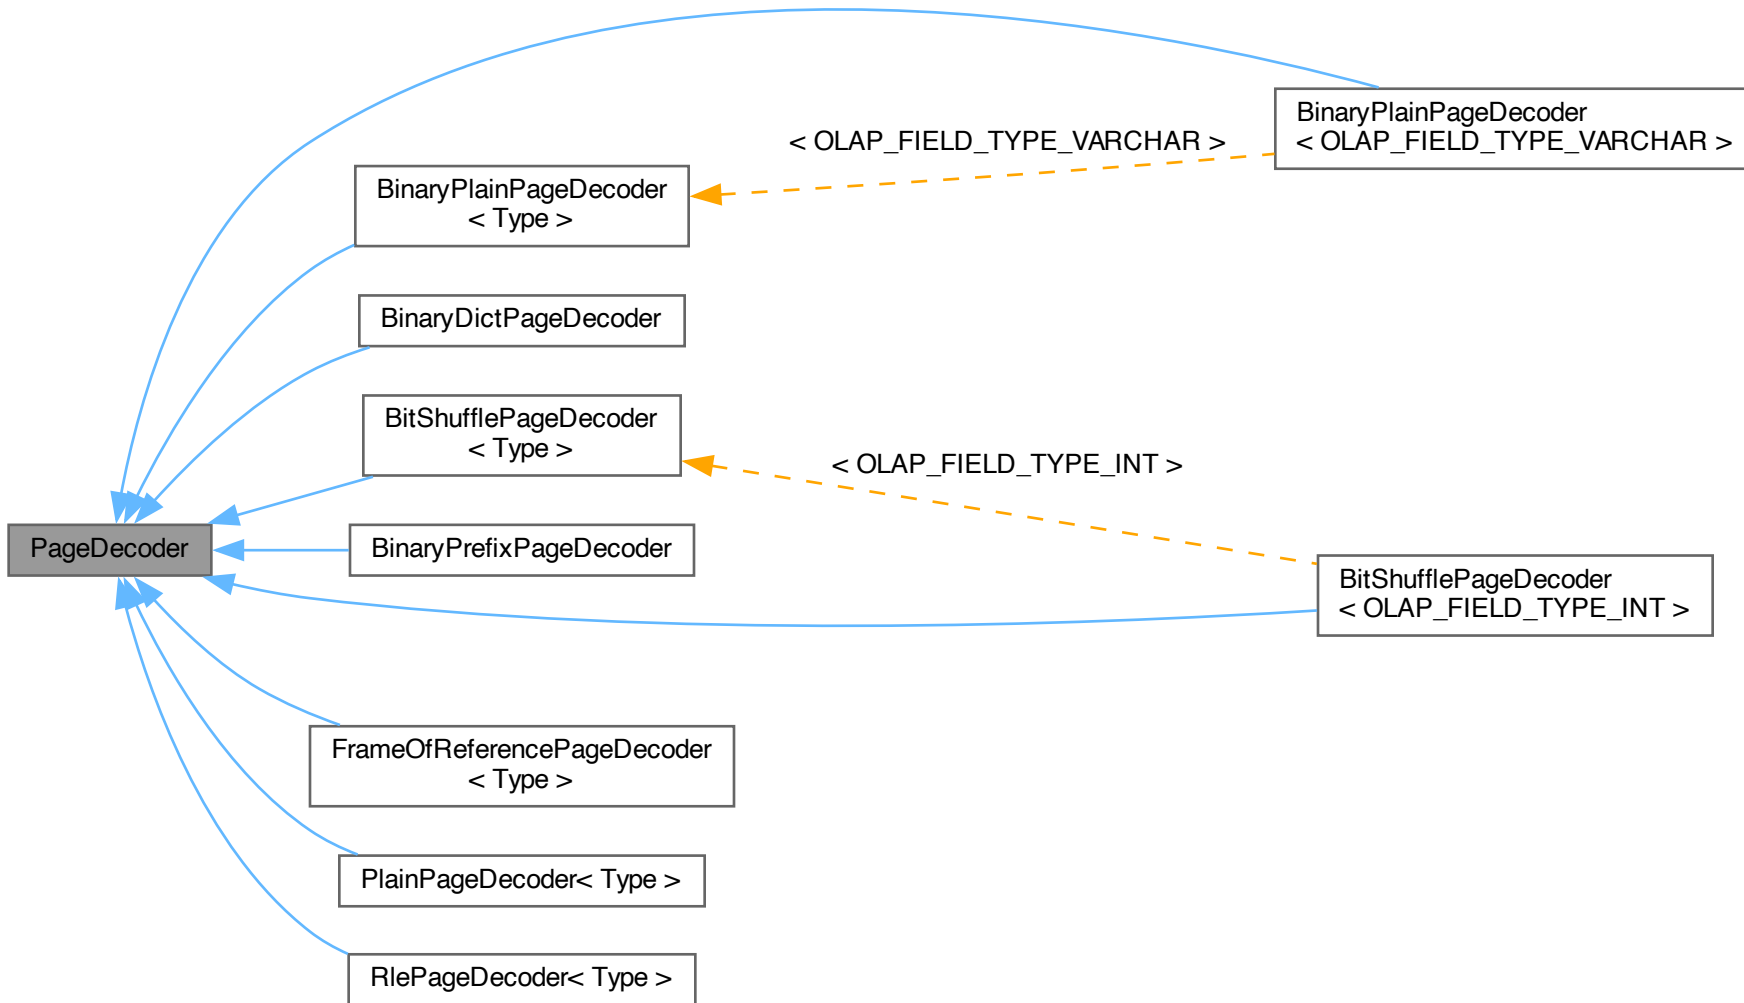 BinaryPlainPageDecoder
< OLAP_FIELD_TYPE_VARCHAR >
< OLAP_FIELD_TYPE_VARCHAR >
BinaryPlainPageDecoder
< Type >
BinaryDictPageDecoder
BitShufflePageDecoder
< Type >
< OLAP_FIELD_TYPE_INT >
PageDecoder
BinaryPrefixPageDecoder
BitShufflePageDecoder
< OLAP_FIELD_TYPE_INT >
FrameOfReferencePageDecoder
< Type >
PlainPageDecoder< Type >
RlePageDecoder< Type >